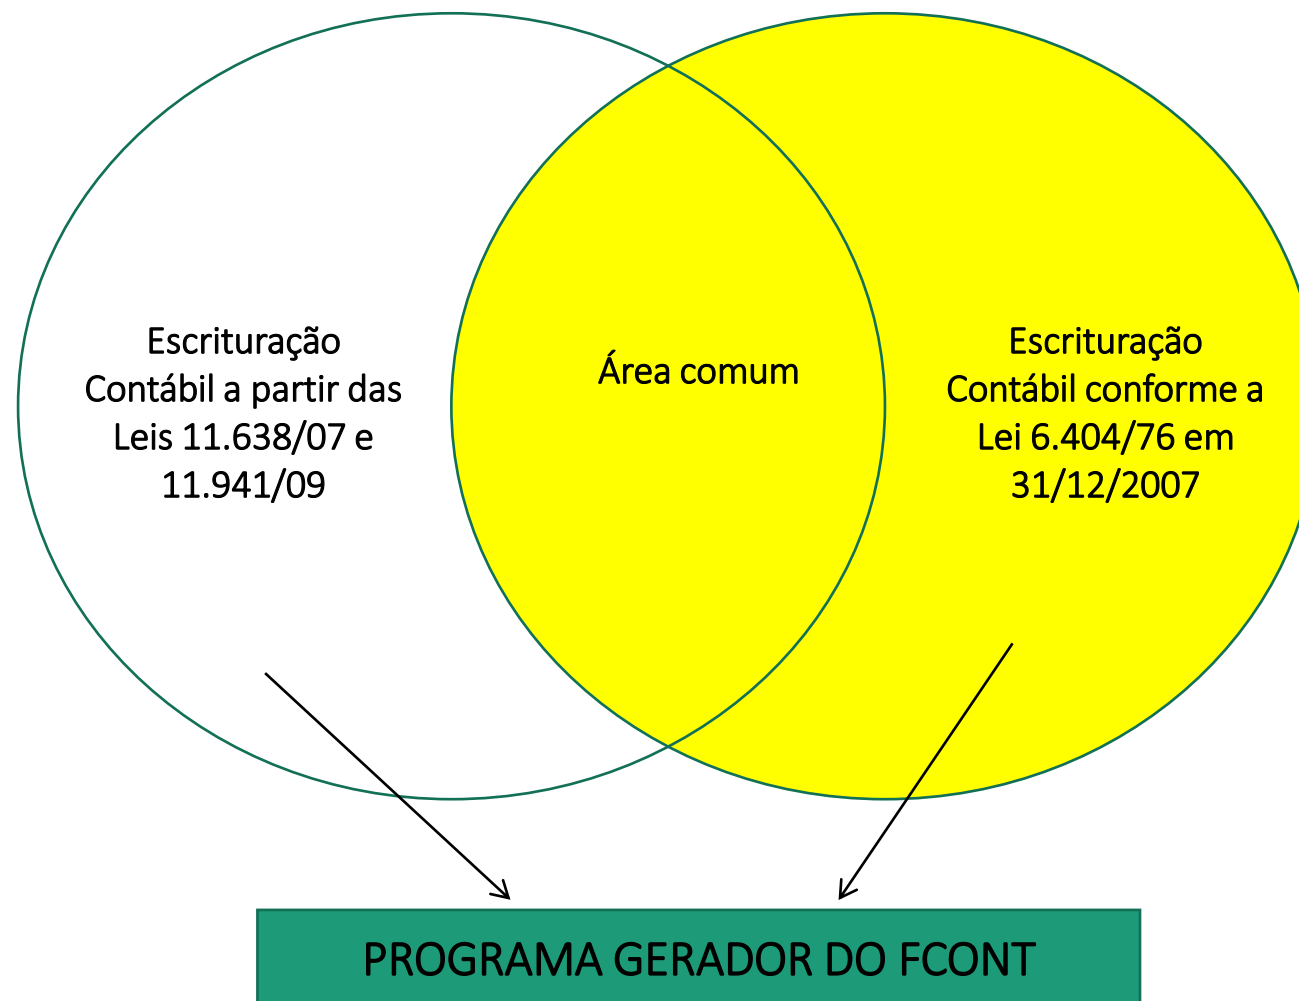 Escrituração
Contábil a partir das
Leis 11.638/07 e
11.941/09
Área comum
Escrituração
Contábil conforme a
Lei 6.404/76 em
31/12/2007
PROGRAMA GERADOR DO FCONT